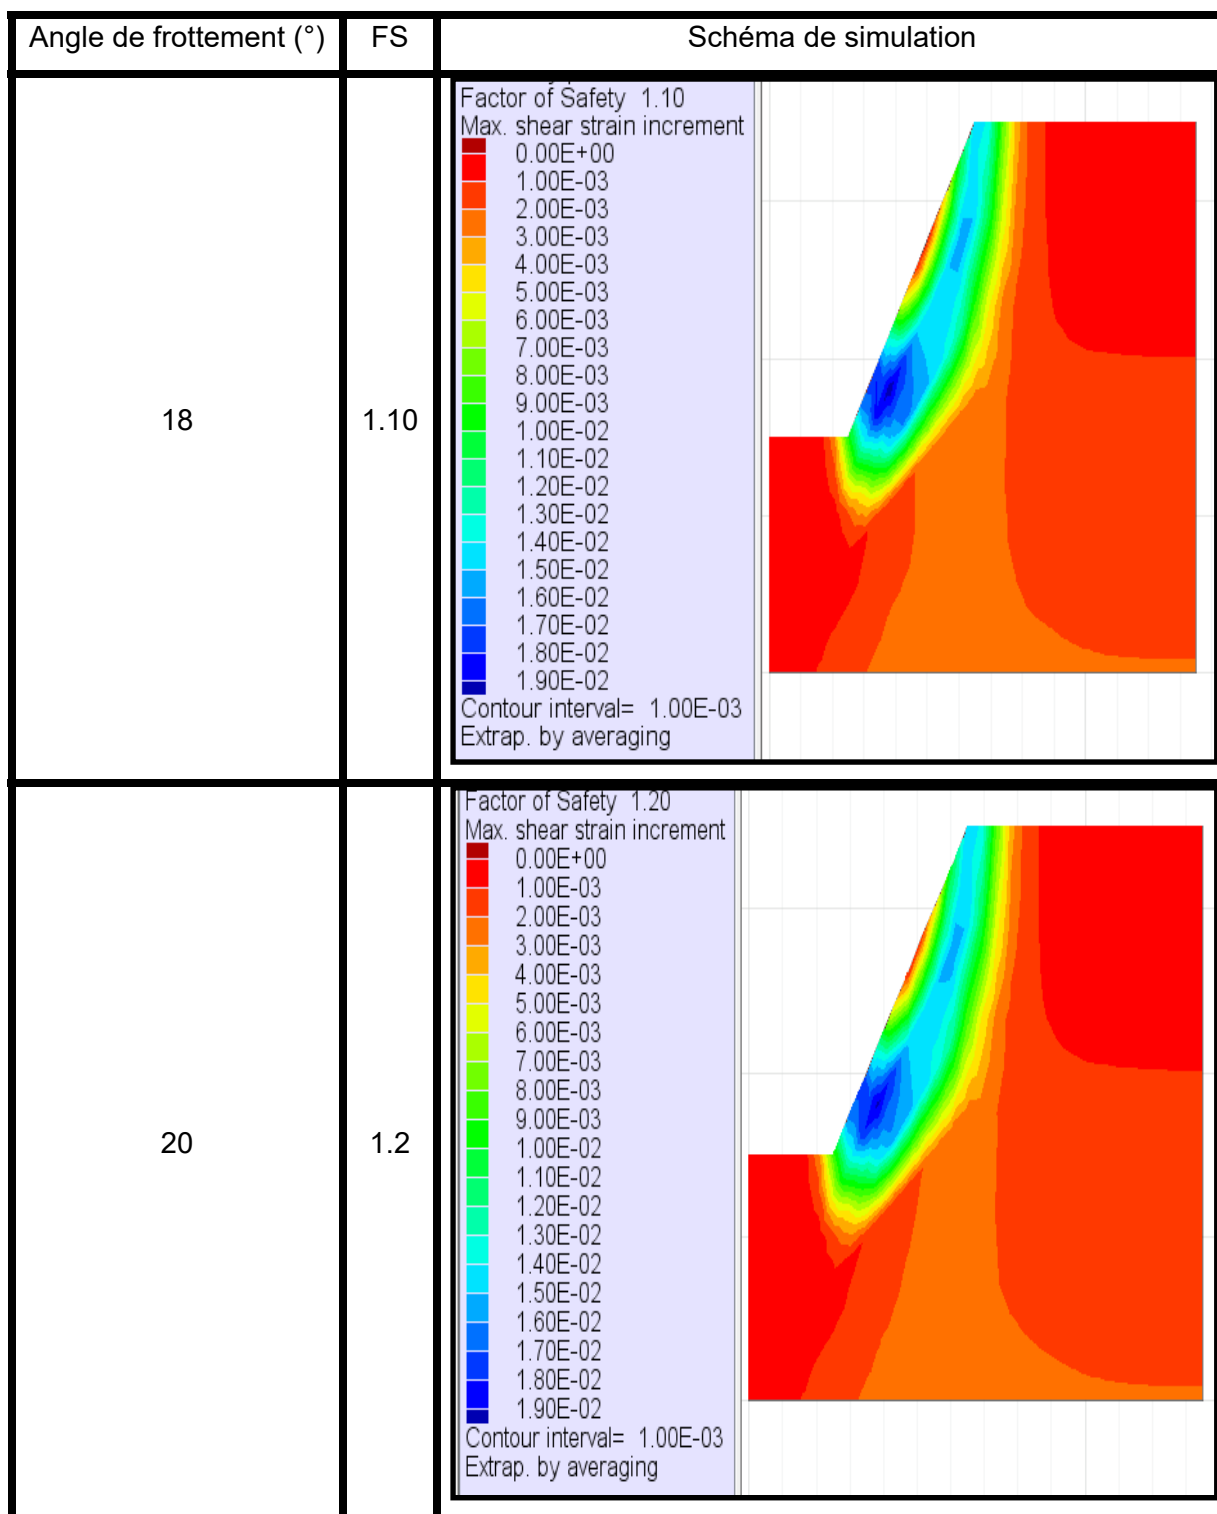 Angle de frottement (°) FS Schéma de simulation
18 1.10
Factor of Safety 1.10
Max. shear strain increment
0.00E+00
1.00E-03
2.00E-03
3.00E-03
4.00E-03
5.00E-03
6.00E-03
7.00E-03
8.00E-03
9.00E-03
1.00E-02
1.10E-02
1.20E-02
1.30E-02
1.40E-02
1.50E-02
1.60E-02
1.70E-02
1.80E-02
1.90E-02
Contour interval= 1.00E-03
Extrap. by averaging
20 1.2
Factor of Safety 1.20
Max. shear strain increment
0.00E+00
1.00E-03
2.00E-03
3.00E-03
4.00E-03
5.00E-03
6.00E-03
7.00E-03
8.00E-03
9.00E-03
1.00E-02
1.10E-02
1.20E-02
1.30E-02
1.40E-02
1.50E-02
1.60E-02
1.70E-02
1.80E-02
1.90E-02
Contour interval= 1.00E-03
Extrap. by averaging